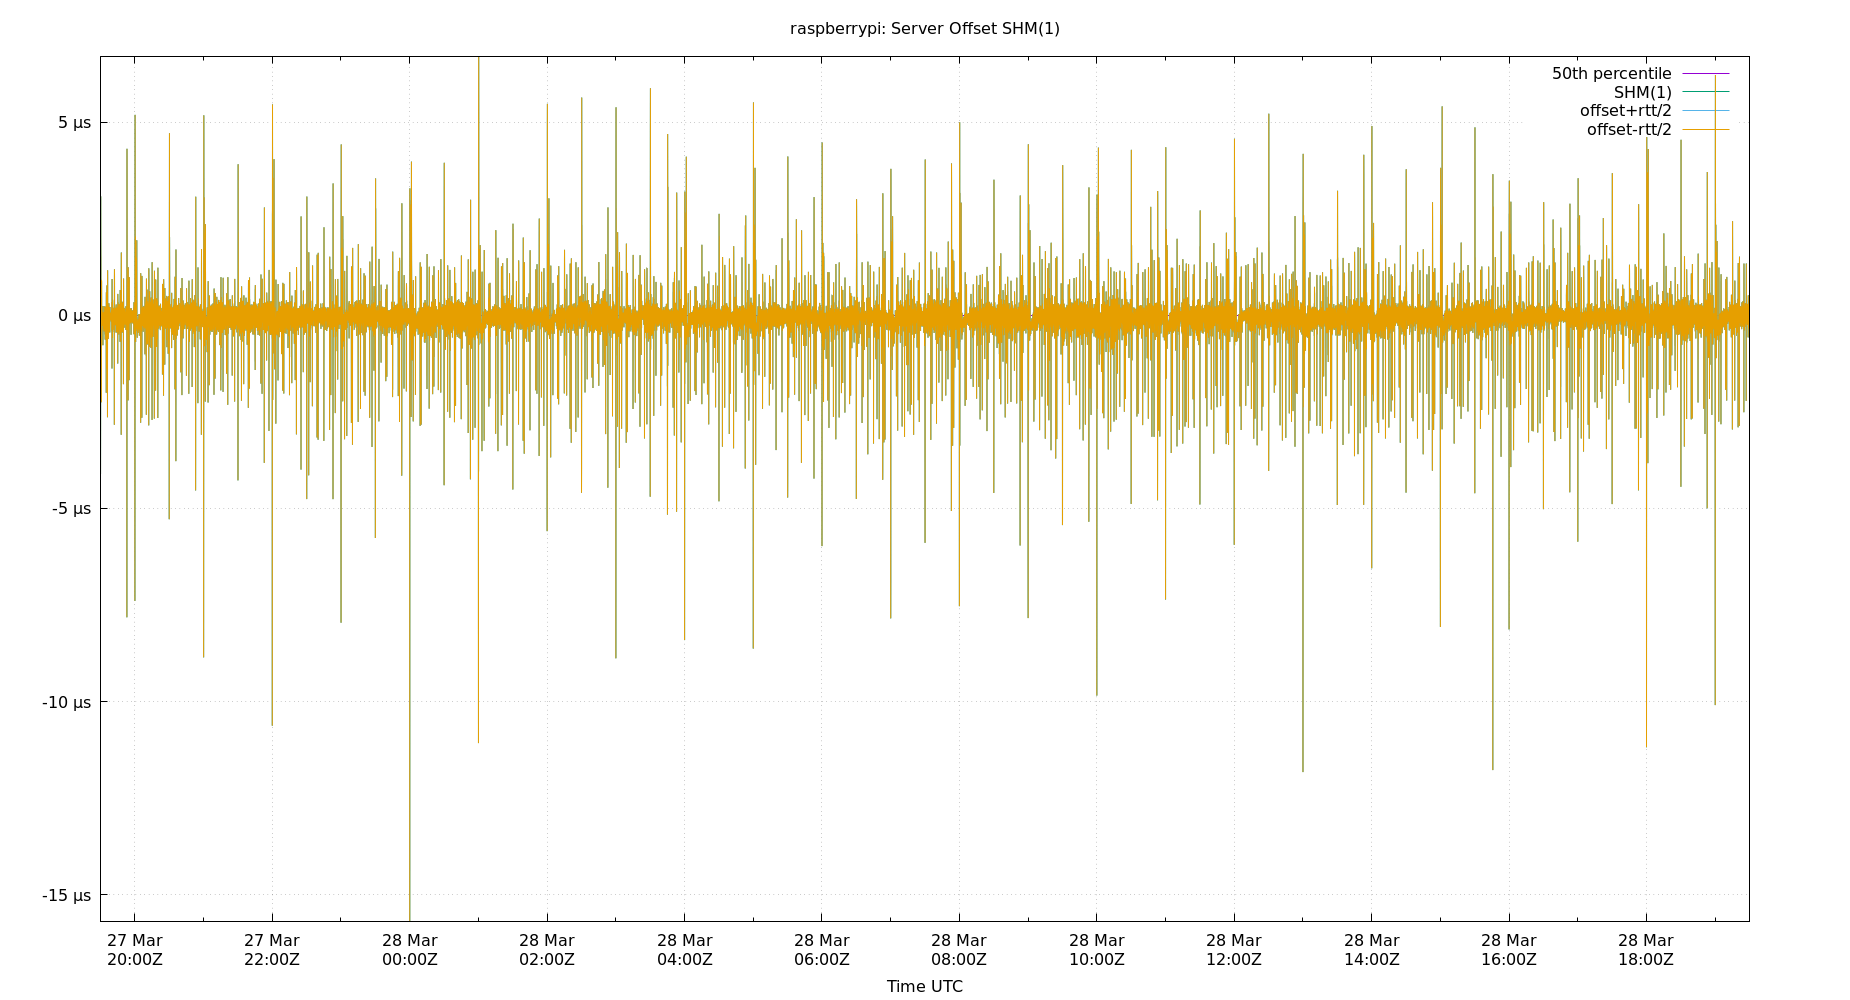 raspberrypi: Server Offset SHM(1)
50th percentile
SHM(1)
offset+rtt/2
offset-rtt/2
5 µs
0 µs
-5 µs
-10 µs
-15 µs
27 Mar 27 Mar 28 Mar 28 Mar 28 Mar 28 Mar 28 Mar 28 Mar 28 Mar 28 Mar 28 Mar 28 Mar
20:00Z 22:00Z 00:00Z 02:00Z 04:00Z 06:00Z 08:00Z 10:00Z 12:00Z 14:00Z 16:00Z 18:00Z
Time UTC